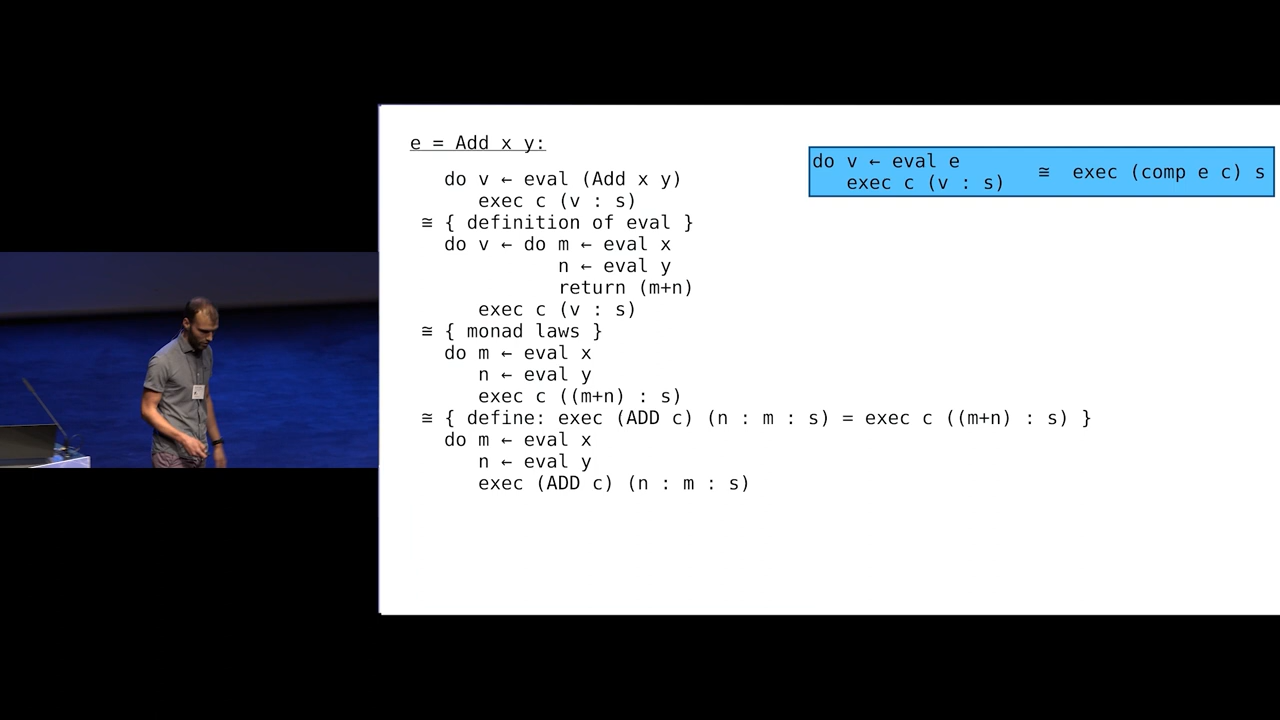 e = Add x y:
do v ← eval (Add x y)
exec c (v : s)
≅ { definition of eval }
do v ← do m ← eval x
n ← eval y
return (m+n)
exec c (v : s)
≅ { monad laws }
do m ← eval x
n ← eval y
exec c ((m+n) : s)
≅ { define: exec (ADD c) (n : m : s) = exec c ((m+n) : s) }
do m ← eval x
n ← eval y
exec (ADD c) (n : m : s)
do v ← eval e
exec c (v : s)
≅ exec (comp e c) s